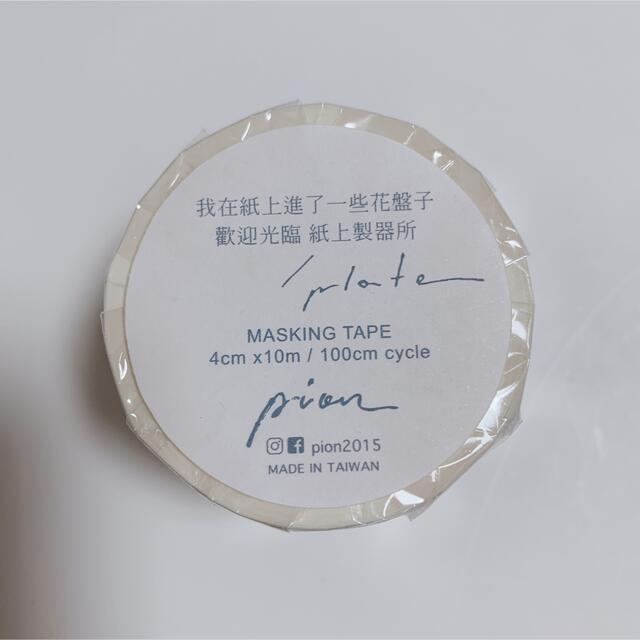 我在紙上進了一些花盤子
歡迎光臨 紙上製器所
plate
MASKING TAPE
4cm x10m / 100cm cycle
pion
pion2015
MADE IN TAIWAN